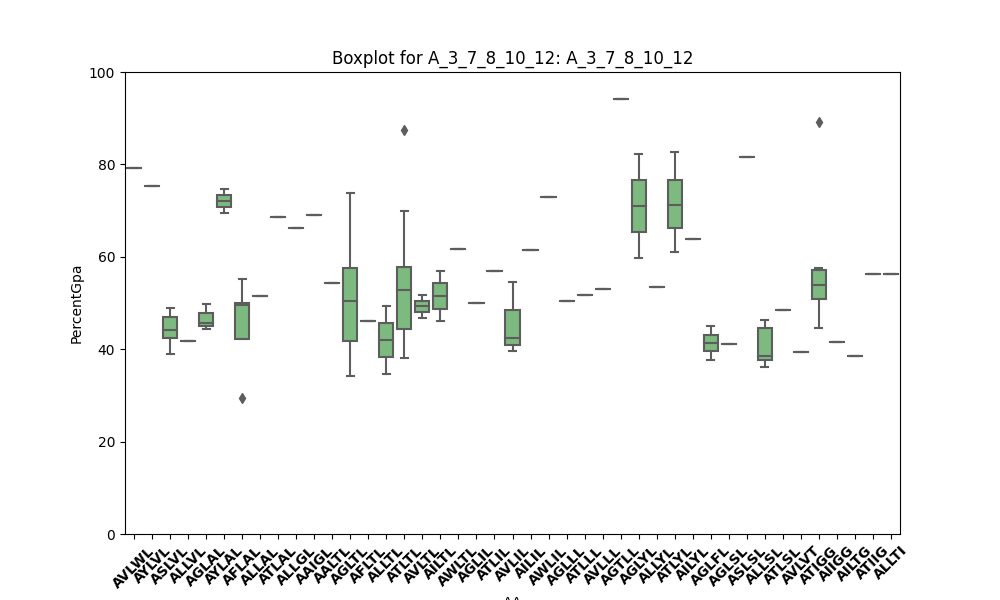 Boxplot for A_3_7_8_10_12: A_3_7_8_10_12
100
80
60
40
20
0
PercentGpa
AVLWL
AYLVL
ASLVL
ALLVL
AGLAL
AYLAL
AFLAL
ALLAL
ATLAL
ALLGL
AAIGL
AALTL
AGLTL
AFLTL
ALLTL
ATLTL
AVLTL
AILTL
AWLTL
AGLIL
ATLIL
AVLIL
AILIL
AWLIL
AGLLL
ATLLL
AVLLL
AGTLL
AGLYL
ALLYL
ATLYL
AILYL
AGLFL
AGLSL
ASLSL
ALLSL
ATLSL
AVLVT
ATIGG
AIIGG
AILTG
ATIIG
ALLTI